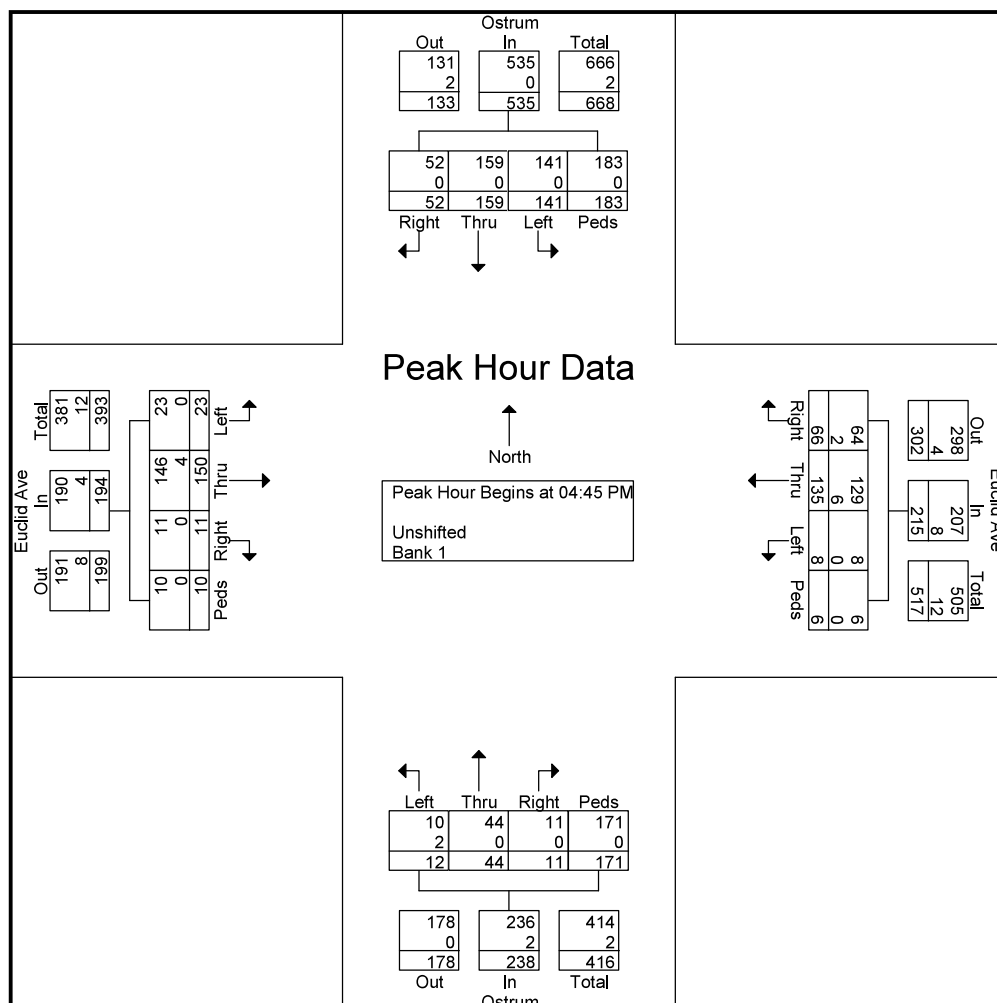 Ostrum
Out In Total
131 535 666
2 0 2
133 535 668
52 159 141 183
0 0 0 0
52 159 141 183
Right Thru Left Peds
Peak Hour Data
North
Peak Hour Begins at 04:45 PM
Unshifted
Bank 1
Euclid Ave
Out In Total
191 190 381
8 4 12
199 194 393
10 11 146 23
0 0 4 0
10 11 150 23
Peds Right Thru Left
Euclid Ave
Out In Total
298 207 505
4 8 12
302 215 517
64 129 8 6
2 6 0 0
66 135 8 6
Right Thru Left Peds
Left Thru Right Peds
10 44 11 171
2 0 0 0
12 44 11 171
178 236 414
0 2 2
178 238 416
Out In Total
Ostrum